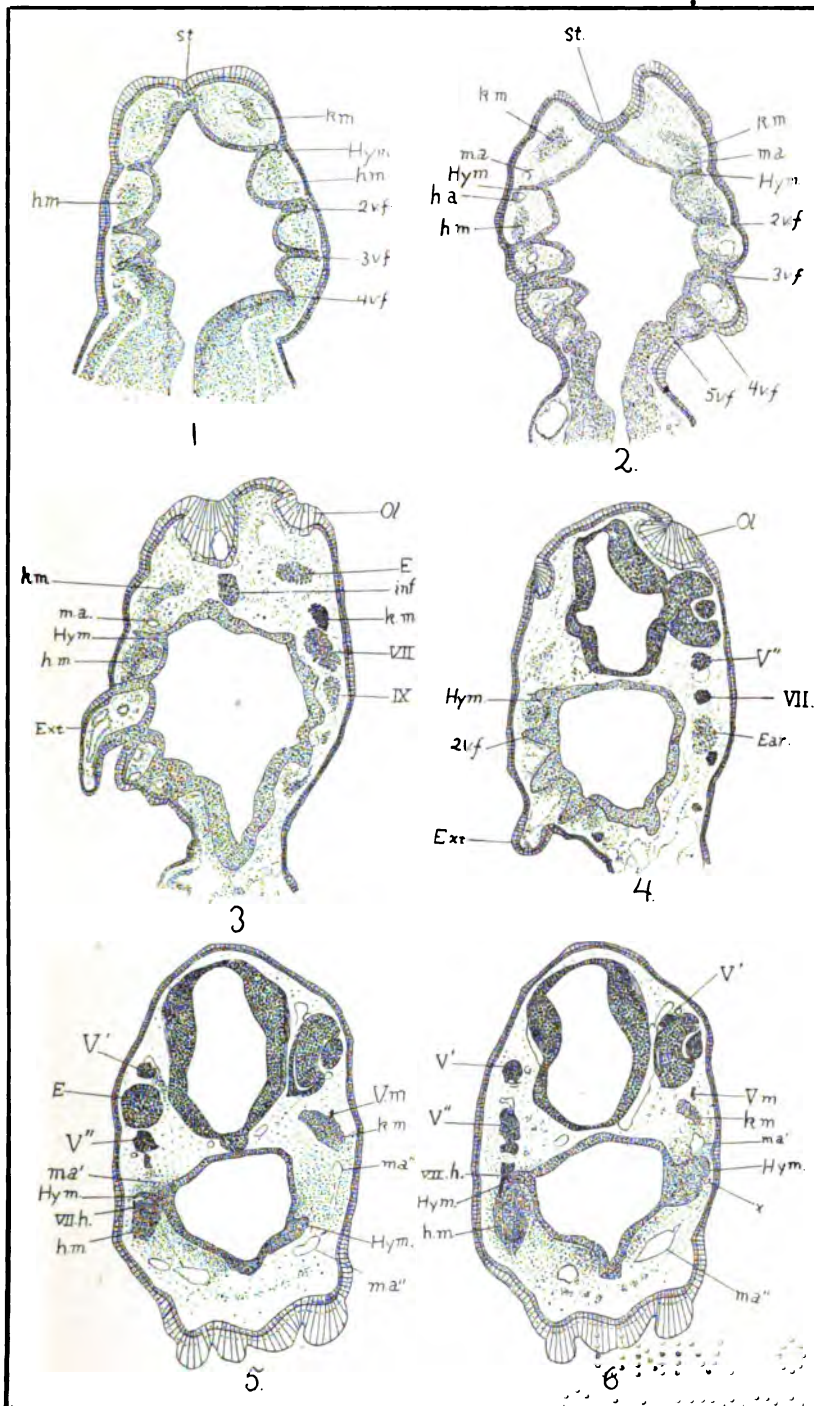 st
km
Hym
hm
2vf
3vf
4vf
hm
1
st.
km
ma
Hym
ha
hm
km
ma
Hym.
2vf
3vf
4vf
5vf
2.
Ol
E
inf
km
VII
IX
km
m.a.
Hym
h.m
Ext
3
Ol
V"
VII.
Ear.
Hym
2vf
Ext
4.
V'
E
V"
ma'
Hym
VII h.
h.m
Vm
km
ma"
Hym.
ma"
5.
V'
V'
V"
VII.h.
Hym.
h.m
Vm
km
ma'
Hym.
x
ma"
6